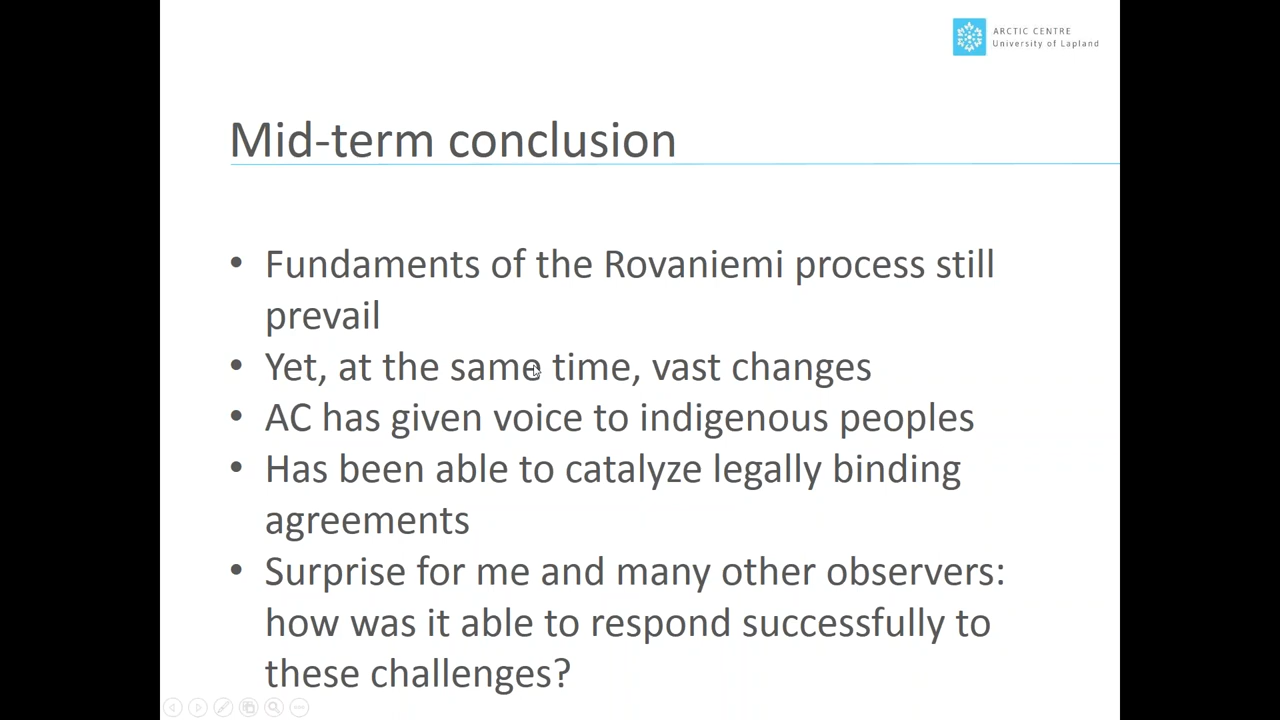 ARCTIC CENTRE
University of Lapland
Mid-term conclusion
• Fundaments of the Rovaniemi process still
prevail
• Yet, at the same time, vast changes
• AC has given voice to indigenous peoples
• Has been able to catalyze legally binding
agreements
• Surprise for me and many other observers:
how was it able to respond successfully to
these challenges?